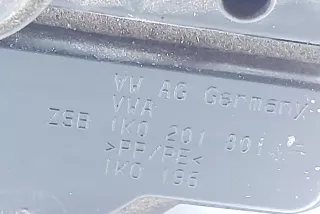 VW AG Germany
VWA
ZSB 1K0 201 801
>PP/PE<
1K0 196